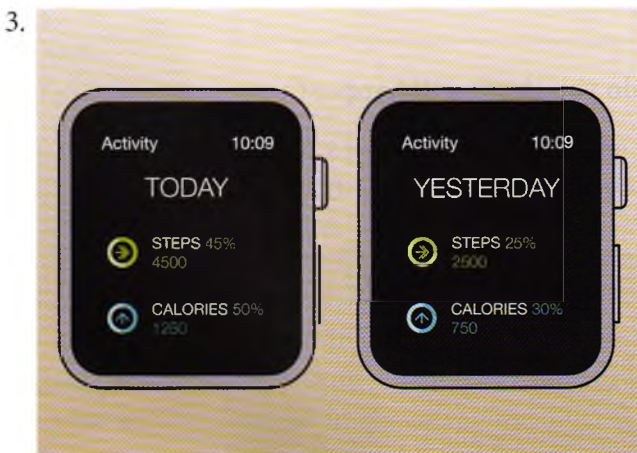 3.
Activity 10:09
TODAY
STEPS 45%
4500
CALORIES 50%
1250
Activity 10:09
YESTERDAY
STEPS 25%
2500
CALORIES 30%
750